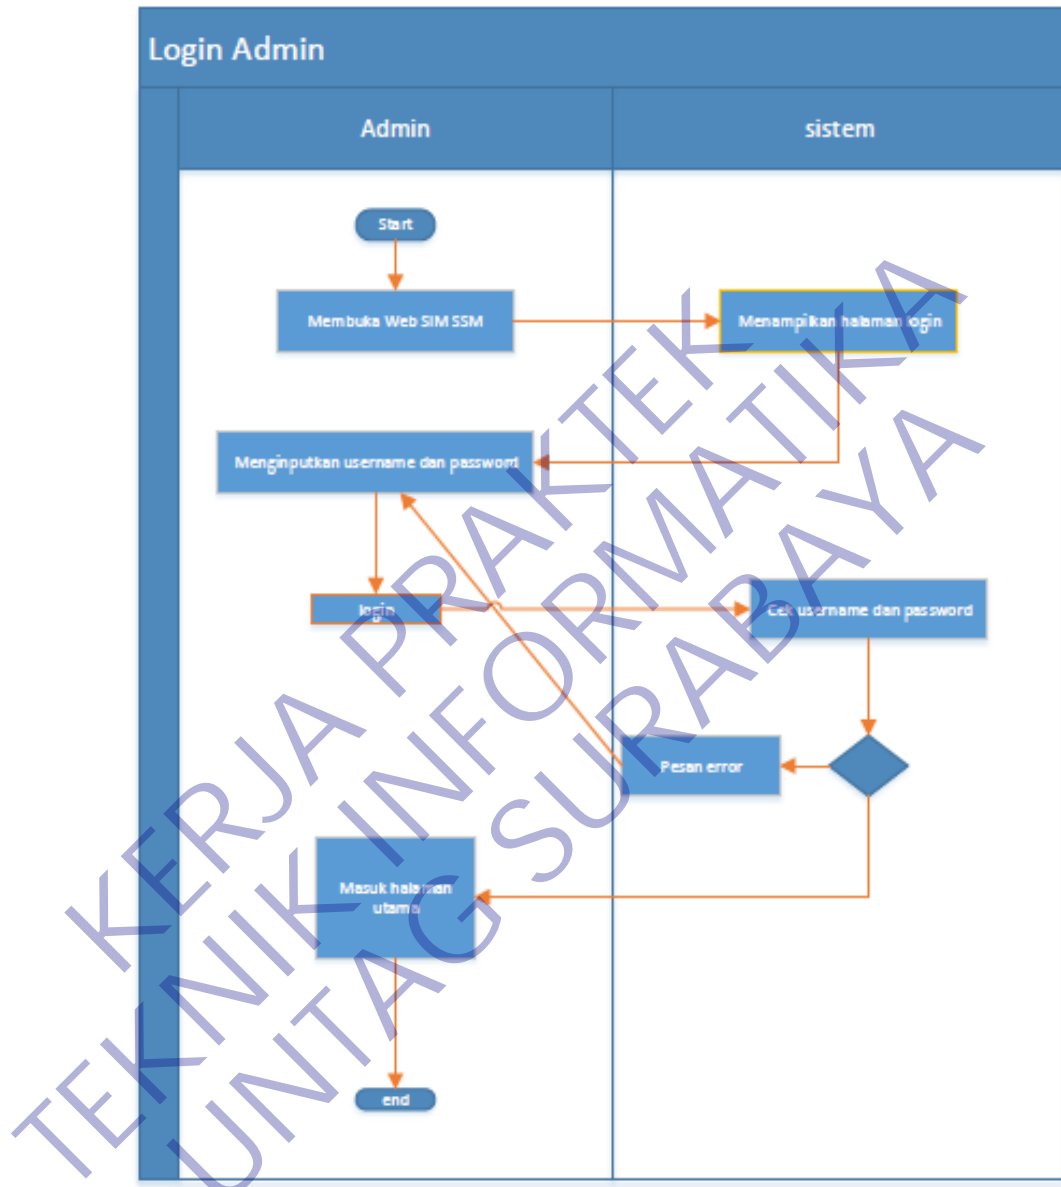 Login Admin
Admin
sistem
Start
Membuka Web SIM SSM
Menampilkan halaman login
Menginputkan username dan password
login
Cek username dan password
Pesan error
Masuk halaman
utama
end
KERJA PRAKTEK
TEKNIK INFORMATIKA
UNTAG SURABAYA